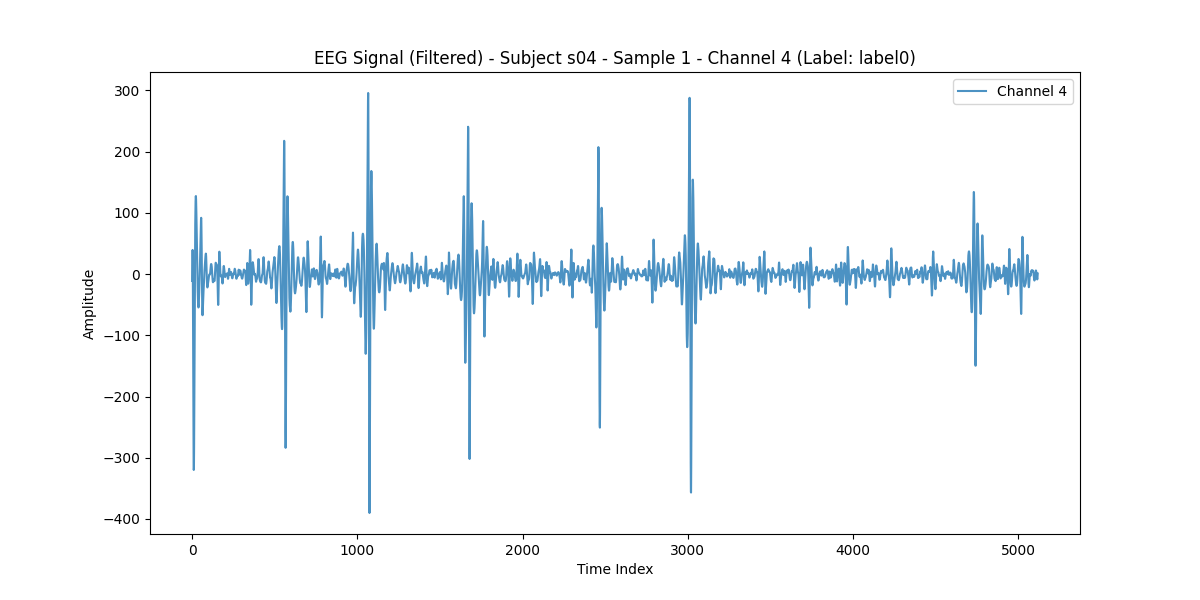 EEG Signal (Filtered) - Subject s04 - Sample 1 - Channel 4 (Label: label0)
Channel 4
300
200
100
0
−100
−200
−300
−400
Amplitude
0 1000 2000 3000 4000 5000
Time Index